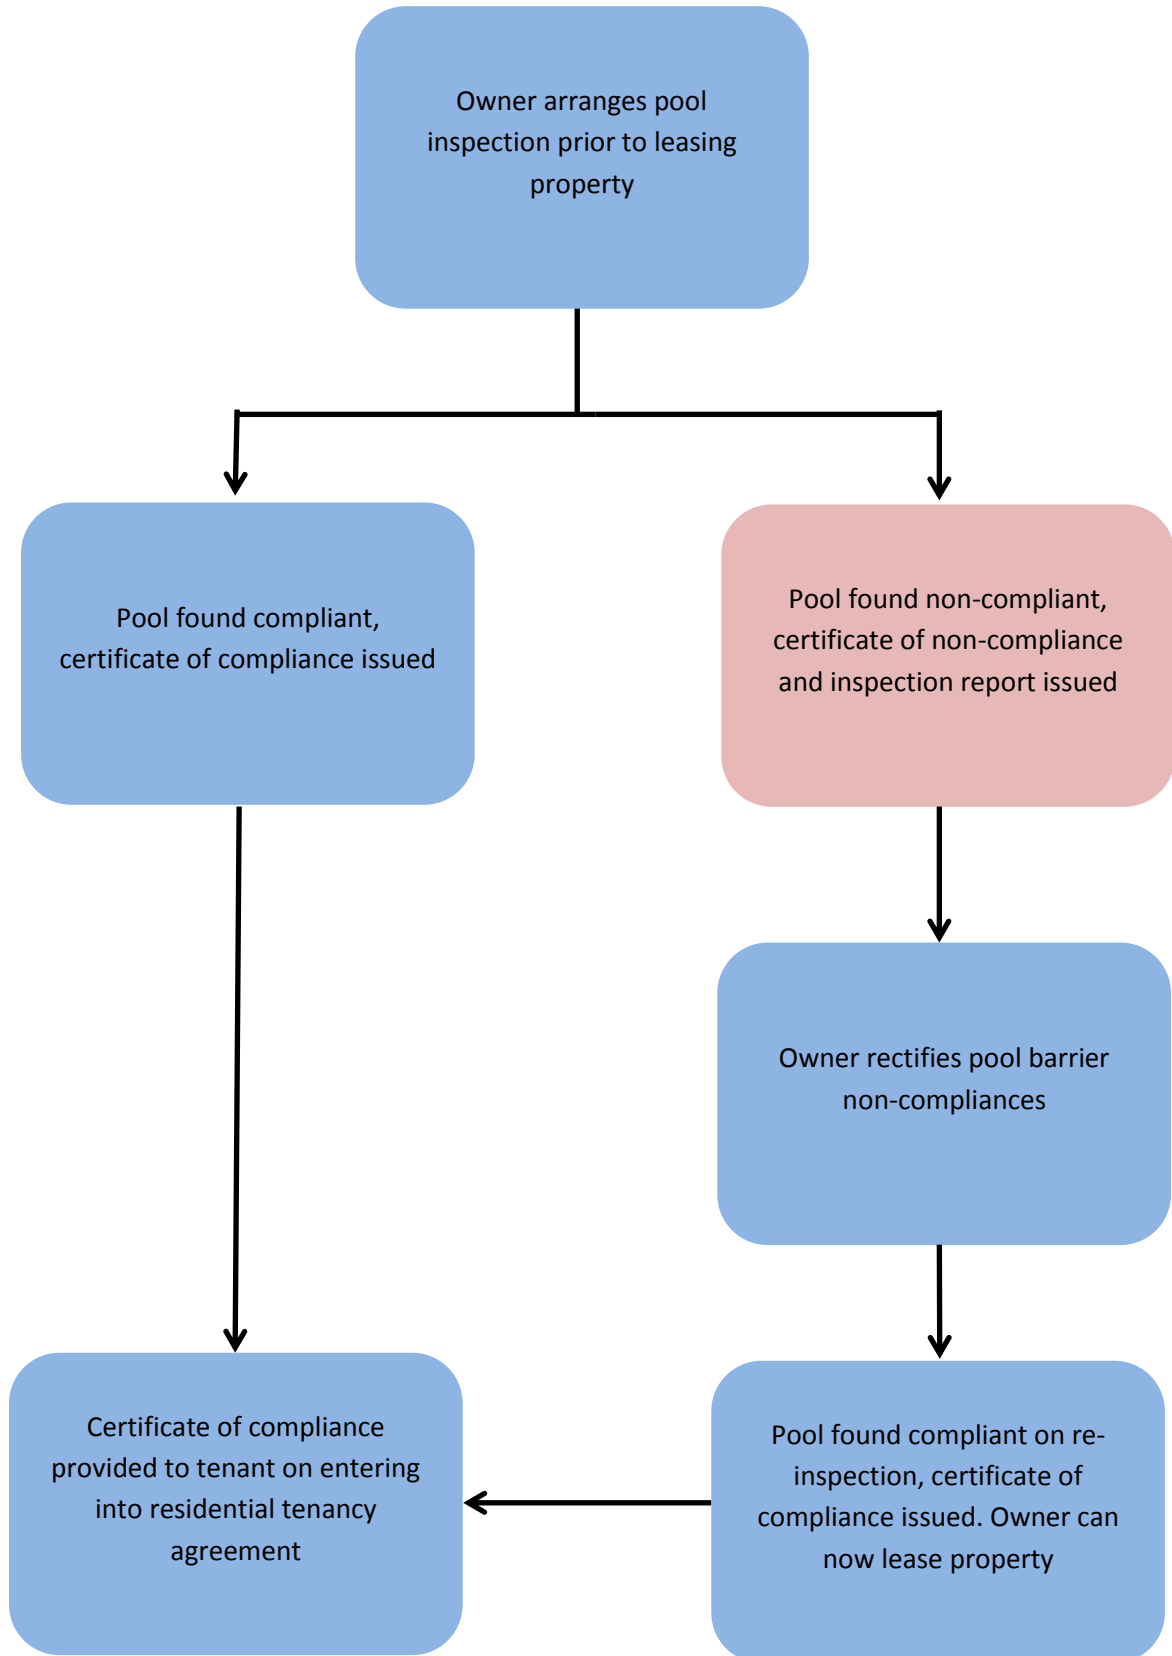 Owner arranges pool
inspection prior to leasing
property
Pool found compliant,
certificate of compliance issued
Pool found non-compliant,
certificate of non-compliance
and inspection report issued
Owner rectifies pool barrier
non-compliances
Certificate of compliance
provided to tenant on entering
into residential tenancy
agreement
Pool found compliant on re-
inspection, certificate of
compliance issued. Owner can
now lease property